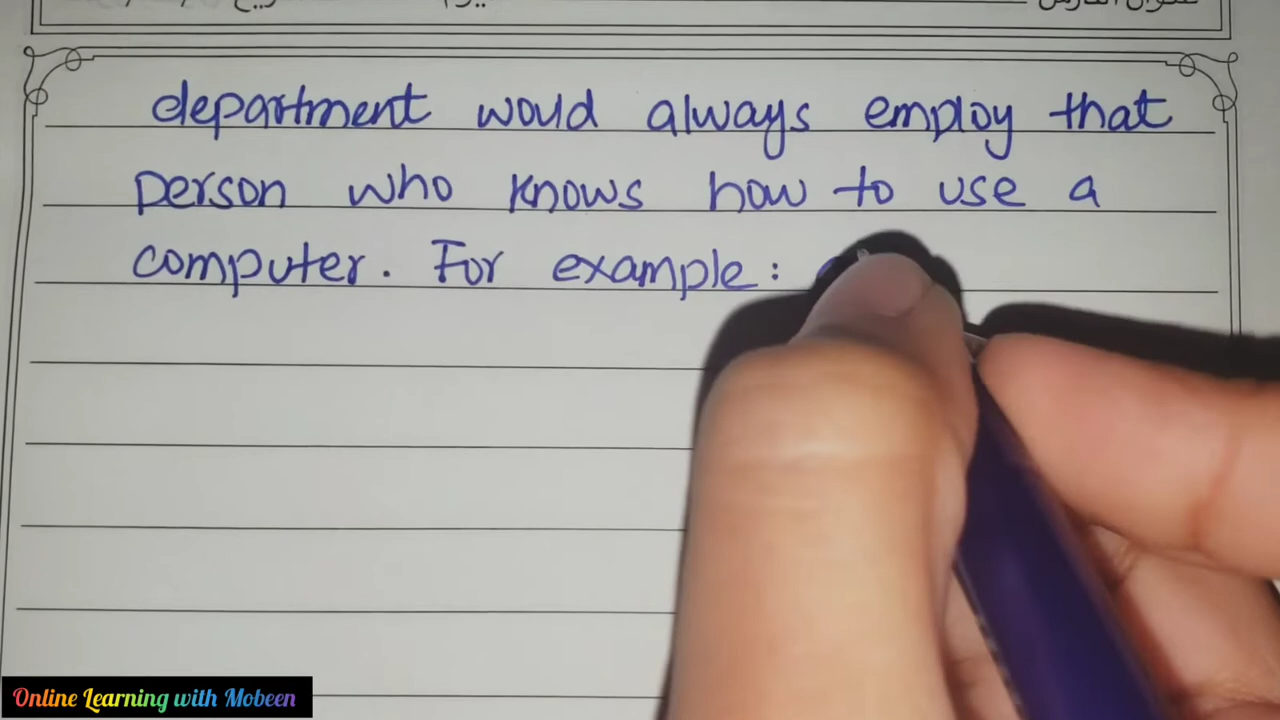 department would always employ that
person who knows how to use a
computer. For example:
Online Learning with Mobeen